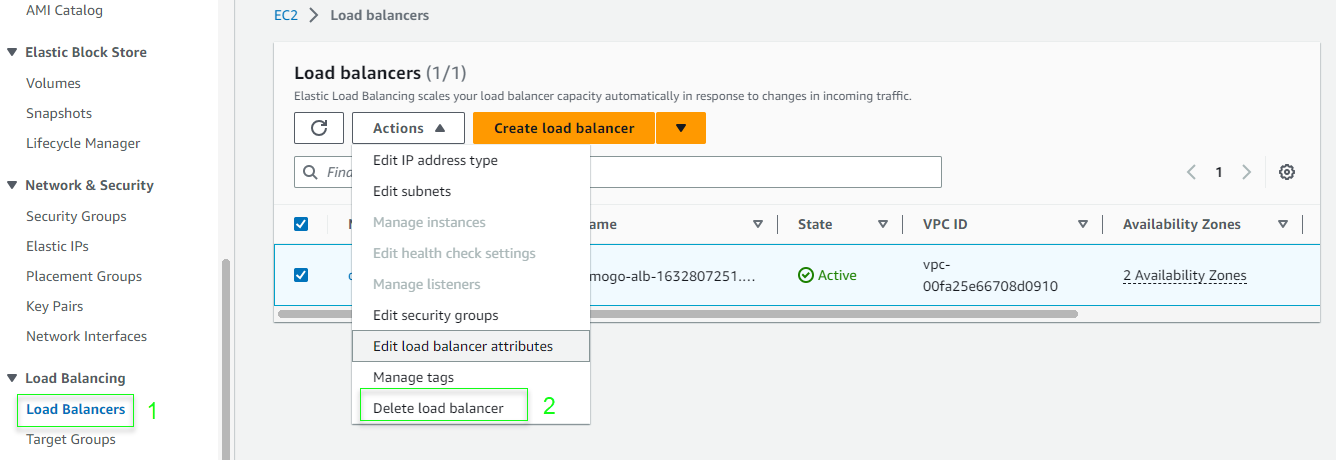 AMI Catalog
Elastic Block Store
Volumes
Snapshots
Lifecycle Manager
Network & Security
Security Groups
Elastic IPs
Placement Groups
Key Pairs
Network Interfaces
Load Balancing
Load Balancers 1
Target Groups
EC2 > Load balancers
Load balancers (1/1)
Elastic Load Balancing scales your load balancer capacity automatically in response to changes in incoming traffic.
Actions Create load balancer
1
Edit IP address type
Edit subnets
Manage instances
Edit health check settings
Manage listeners
Edit security groups
Edit load balancer attributes
Manage tags
Delete load balancer 2
State VPC ID Availability Zones
mogo-alb-1632807251.... Active vpc-
00fa25e66708d0910 2 Availability Zones